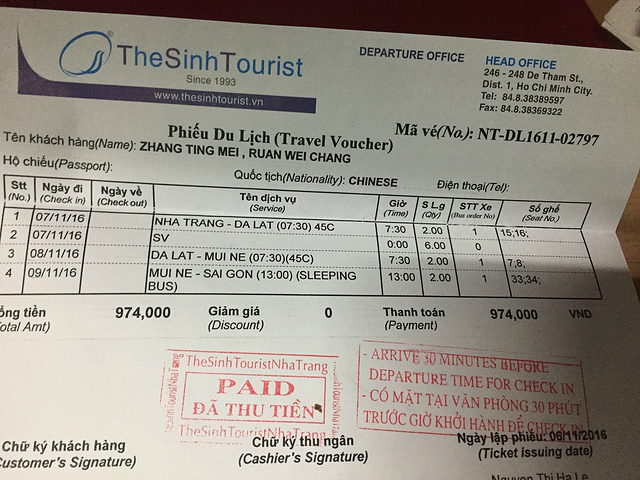 TheSinhTourist
Since 1993
www.thesinhtourist.vn
DEPARTURE OFFICE
HEAD OFFICE
246 - 248 De Tham St.,
Dist. 1, Ho Chi Minh City.
Tel: 84.8.38389597
Fax: 84.8.38369322
Phiếu Du Lịch (Travel Voucher)
Mã vé(No.): NT-DL1611-02797
Tên khách hàng(Name): ZHANG TING MEI , RUAN WEI CHANG
Hộ chiếu(Passport):
Quốc tịch(Nationality): CHINESE
Điện thoại(Tel):
Stt Ngày đi Ngày về Tên dịch vụ Giờ S L.g STT Xe Số ghế
(No.) (Check in) (Check out) (Service) (Time) (Qty) (Bus order No) (Seat No.)
1 07/11/16 NHA TRANG - DA LAT (07:30) 45C 7:30 2.00 1 15;16;
2 07/11/16 SV 0:00 6.00 0
3 08/11/16 DA LAT - MUI NE (07:30)(45C) 7:30 2.00 1 7;8;
4 09/11/16 MUI NE - SAI GON (13:00) (SLEEPING 13:00 2.00 1 33;34;
BUS)
ổng tiền 974,000 Giảm giá 0 Thanh toán 974,000 VND
otal Amt) (Discount) (Payment)
TheSinhTouristNhaTrang
PAID
ĐÃ THU TIỀN
TheSinhTouristNhaTrang
- ARRIVE 30 MINUTES BEFORE
DEPARTURE TIME FOR CHECK IN
- CÓ MẶT TẠI VĂN PHÒNG 30 PHÚT
TRƯỚC GIỜ KHỞI HÀNH ĐỂ CHECK IN
Chữ ký khách hàng
Customer's Signature)
Chữ ký thu ngân
(Cashier's Signature)
Ngày lập phiếu: 06/11/2016
(Ticket issuing date)
Nguyen Thi Ha Le